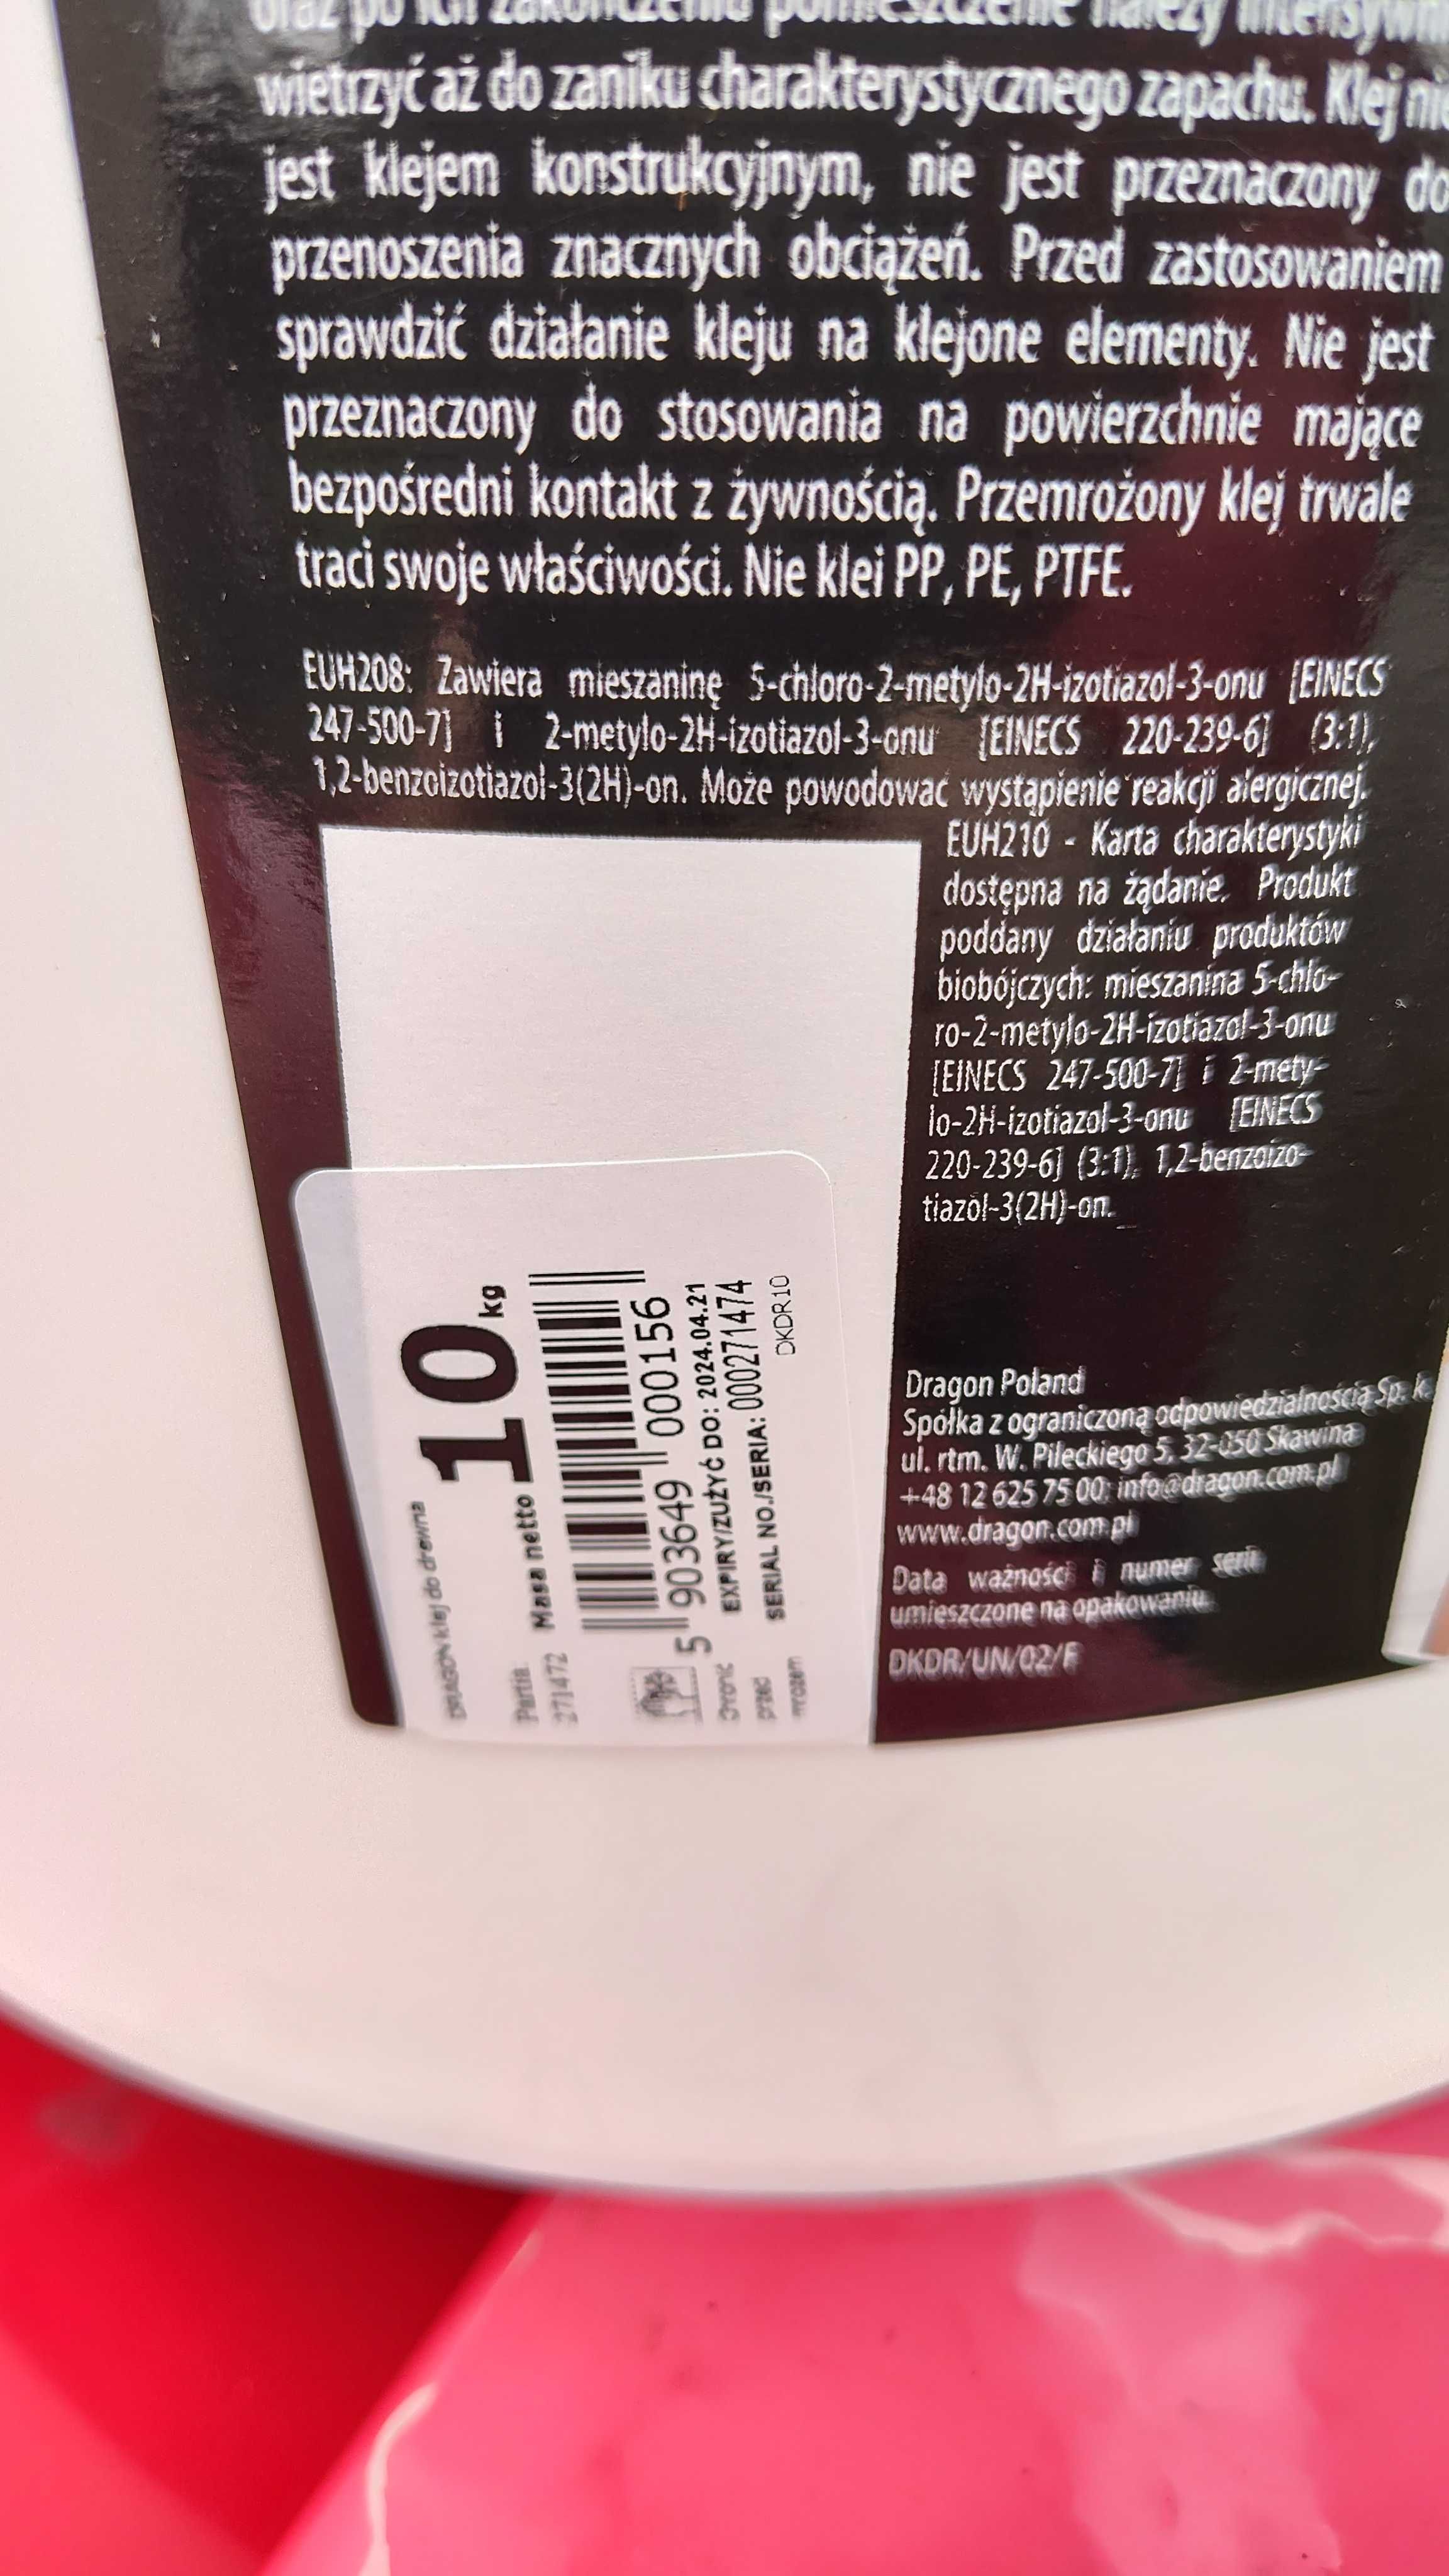 oraz po ich zakończeniu pomieszczenie należy intensywn
wietrzyć aż do zaniku charakterystycznego zapachu. Klej nie
jest klejem konstrukcyjnym, nie jest przeznaczony do
przenoszenia znacznych obciążeń. Przed zastosowaniem
sprawdzić działanie kleju na klejone elementy. Nie jest
przeznaczony do stosowania na powierzchnie mające
bezpośredni kontakt z żywnością. Przemrożony klej trwale
traci swoje właściwości. Nie klei PP, PE, PTFE.
EUH208: Zawiera mieszaninę 5-chloro-2-metylo-2H-izotiazol-3-onu [EINECS
247-500-7] i 2-metylo-2H-izotiazol-3-onu [EINECS 220-239-6] (3:1),
1,2-benzoizotiazol-3(2H)-on. Może powodować wystąpienie reakcji alergicznej.
EUH210 - Karta charakterystyki
dostępna na żądanie. Produkt
poddany działaniu produktów
biobójczych: mieszanina 5-chlo-
ro-2-metylo-2H-izotiazol-3-onu
[EINECS 247-500-7] i 2-mety-
lo-2H-izotiazol-3-onu [EINECS
220-239-6] (3:1), 1,2-benzoizo-
tiazol-3(2H)-on.
DRAGON klej do drewna
Partia:
271472
Masa netto 10 kg
5 903649 000156
EXPIRY/ZUŻYĆ DO: 2024.04.21
SERIAL NO./SERIA: 000271474
DKDR10
Chronić
przed
mrozem
Dragon Poland
Spółka z ograniczoną odpowiedzialnością Sp. k.
ul. rtm. W. Pileckiego 5, 32-050 Skawina
+48 12 625 75 00; info@dragon.com.pl
www.dragon.com.pl
Data ważności i numer serii
umieszczone na opakowaniu.
DKDR/UN/02/F